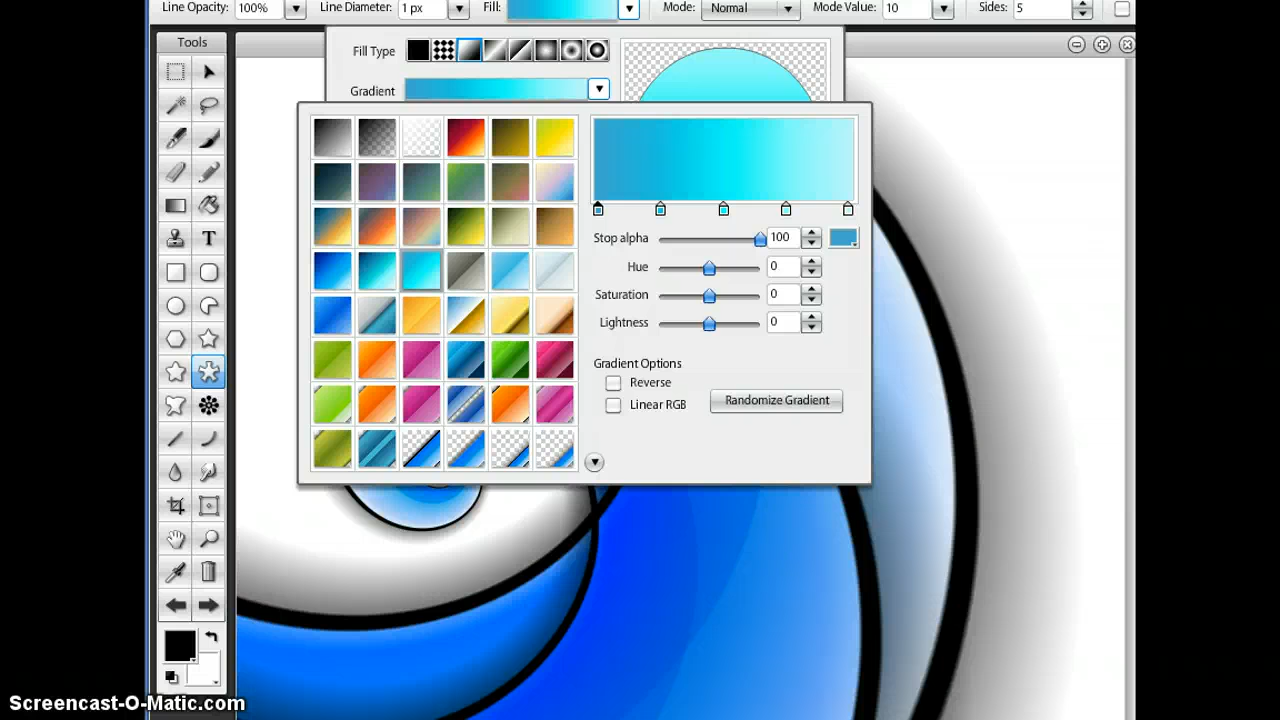 Line Opacity: 100% Line Diameter: 1 px Fill: Mode: Normal Mode Value: 10 Sides: 5
Tools
Fill Type
Gradient
Stop alpha 100
Hue 0
Saturation 0
Lightness 0
Gradient Options
Reverse
Linear RGB Randomize Gradient
T
Screencast-O-Matic.com